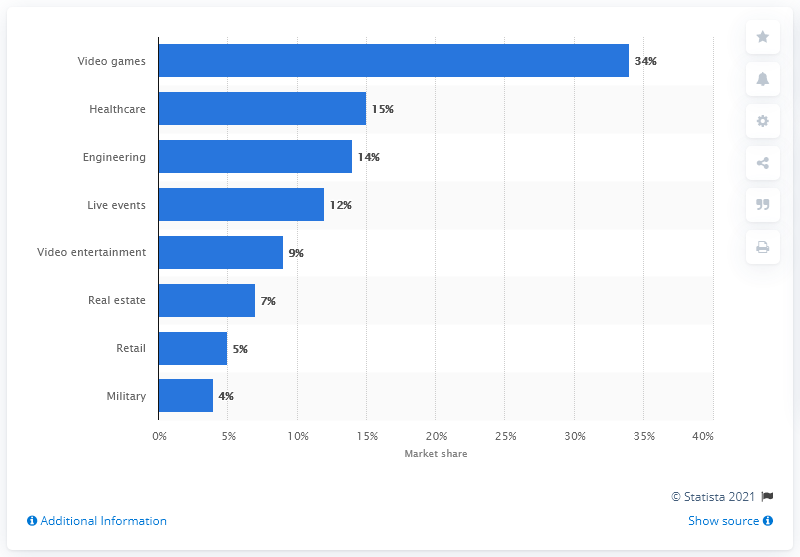 Video games 34%
Healthcare 15%
Engineering 14%
Live events 12%
Video entertainment 9%
Real estate 7%
Retail 5%
Military 4%
0% 5% 10% 15% 20% 25% 30% 35% 40%
Market share
© Statista 2021
Additional Information Show source